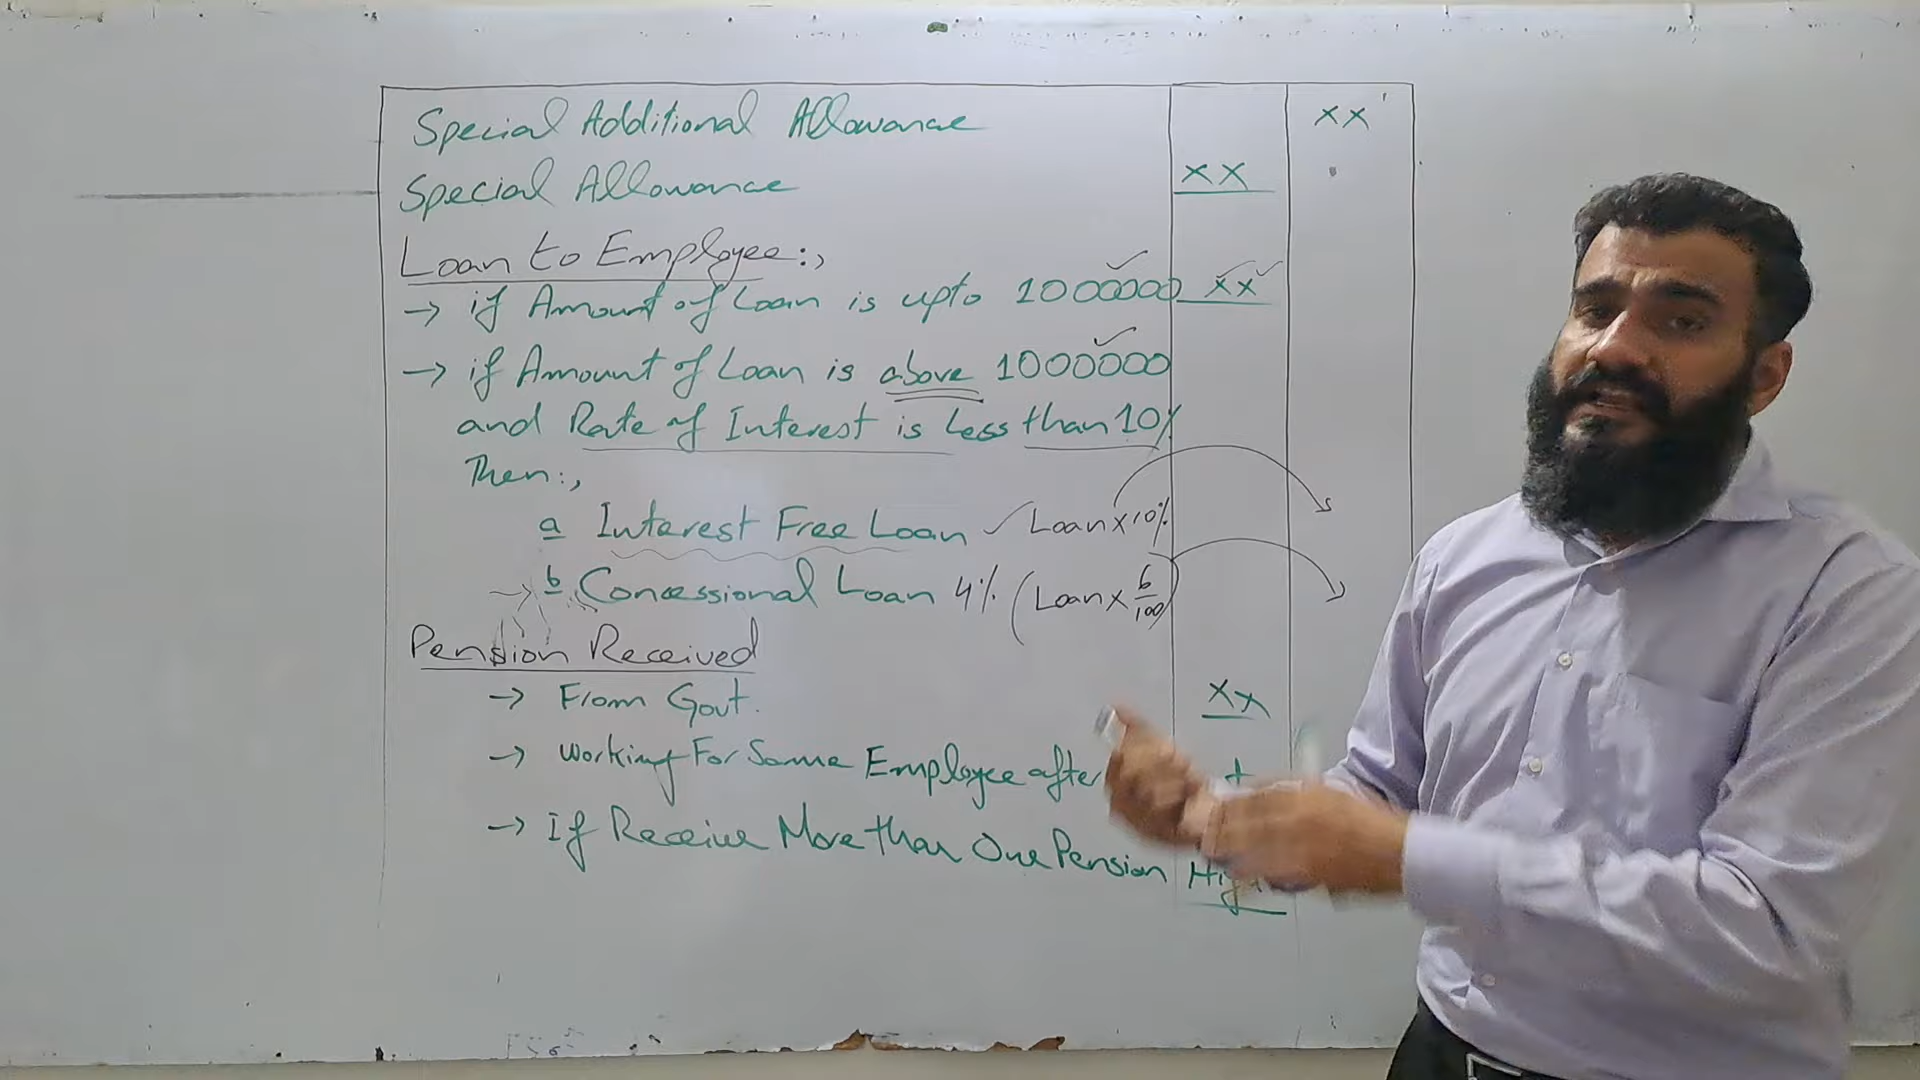 Special Additional Allowance XX
Special Allowance XX
Loan to Employee:,
→ if Amount of Loan is upto 1000000 XX
→ if Amount of Loan is above 1000000
and Rate of Interest is Less than 10%
Then:,
a Interest Free Loan ✓ Loan x 10%
→ b Concessional Loan 4% (Loan x 6/100)
Pension Received
→ From Govt. XX
→ Working For Same Employee after +
→ If Receive More than One Pension